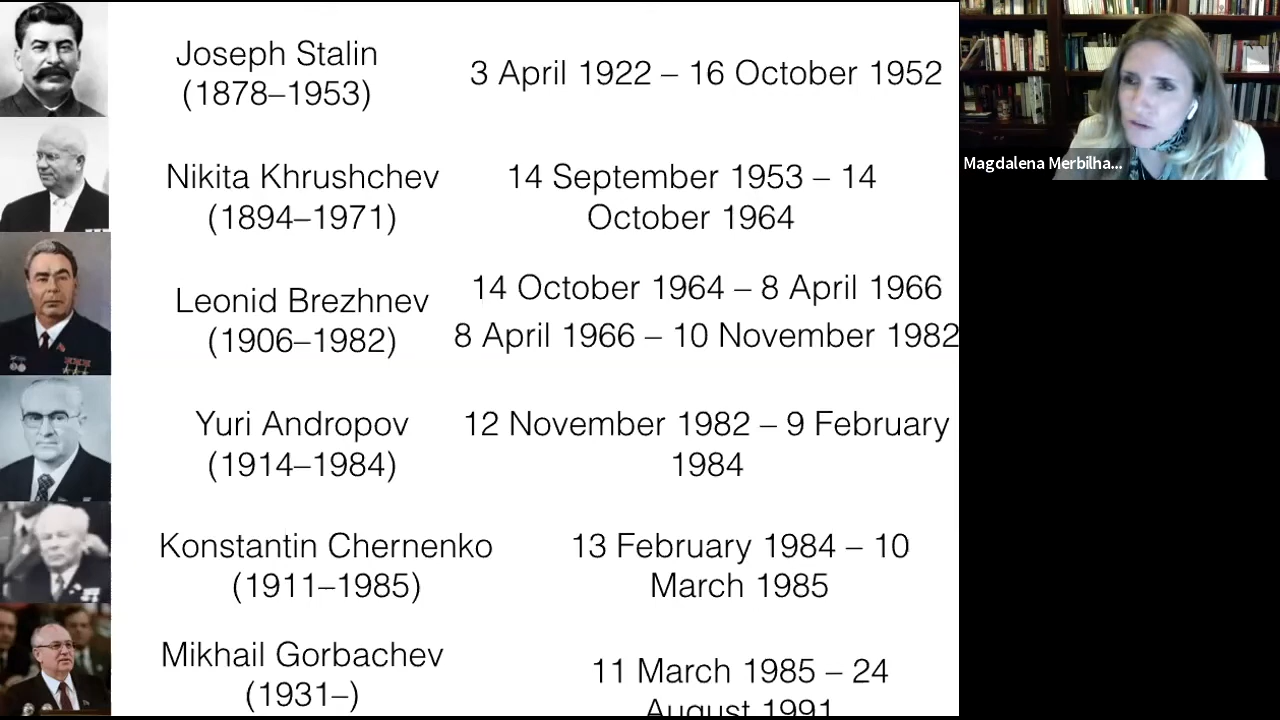 Joseph Stalin
(1878–1953)
3 April 1922 – 16 October 1952
Nikita Khrushchev
(1894–1971)
14 September 1953 – 14
October 1964
Leonid Brezhnev
(1906–1982)
14 October 1964 – 8 April 1966
8 April 1966 – 10 November 1982
Yuri Andropov
(1914–1984)
12 November 1982 – 9 February
1984
Konstantin Chernenko
(1911–1985)
13 February 1984 – 10
March 1985
Mikhail Gorbachev
(1931–)
11 March 1985 – 24
August 1991
Magdalena Merbilha...